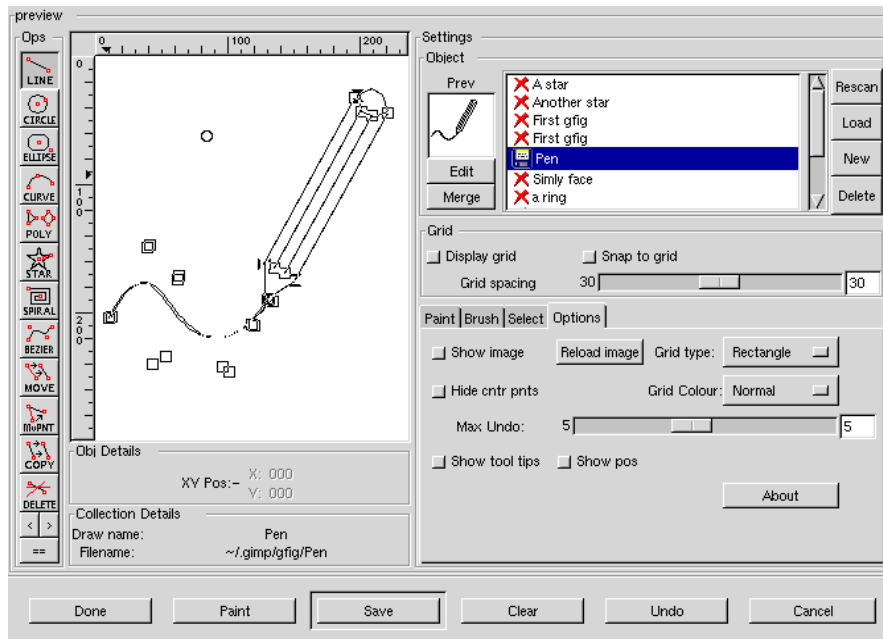 preview
Ops
LINE
CIRCLE
ELLIPSE
CURVE
POLY
STAR
SPIRAL
BEZIER
MOVE
MvPNT
COPY
DELETE
< >
==
0 100 200
0
100
200
Obj Details
XY Pos:- X: 000
Y: 000
Collection Details
Draw name: Pen
Filename: ~/.gimp/gfig/Pen
Settings
Object
Prev
Edit
Merge
A star
Another star
First gfig
First gfig
Pen
Simly face
a ring
Rescan
Load
New
Delete
Grid
Display grid Snap to grid
Grid spacing 30 30
Paint Brush Select Options
Show image Reload image Grid type: Rectangle
Hide cntr pnts Grid Colour: Normal
Max Undo: 5 5
Show tool tips Show pos
About
Done Paint Save Clear Undo Cancel